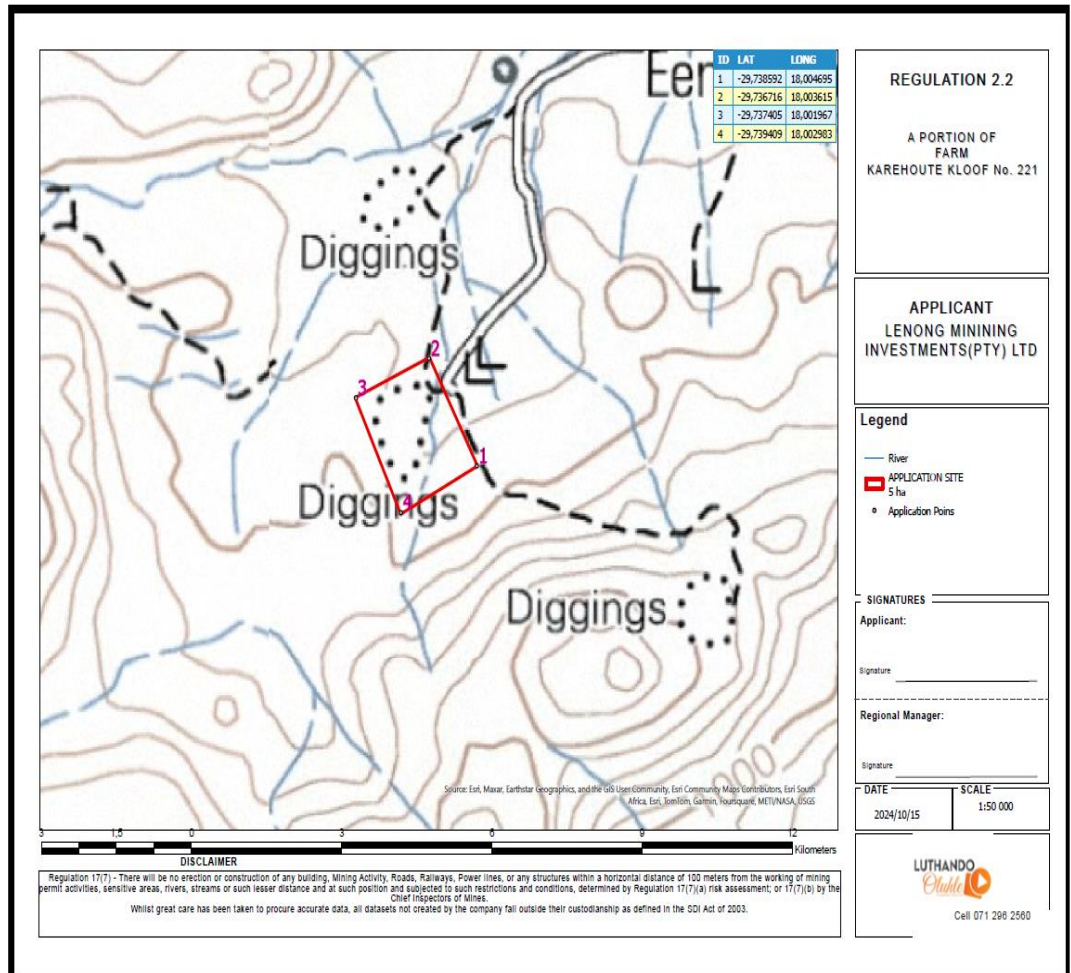 Eer
Diggings
2
3
1
4
Diggings
Diggings
ID LAT LONG
1 -29,738592 18,004695
2 -29,736716 18,003615
3 -29,737405 18,001967
4 -29,739409 18,002983
Source: Esri, Maxar, Earthstar Geographics, and the GIS User Community, Esri Community Maps Contributors, Esri South
Africa, Esri, TomTom, Garmin, Foursquare, METI/NASA, USGS
3 1,5 0 3 6 9 12
Kilometers
DISCLAIMER
Regulation 17(7) - There will be no erection or construction of any building, Mining Activity, Roads, Railways, Power lines, or any structures within a horizontal distance of 100 meters from the working of mining
permit activities, sensitive areas, rivers, streams or such lesser distance and at such position and subjected to such restrictions and conditions, determined by Regulation 17(7)(a) risk assessment; or 17(7)(b) by the
Chief Inspectors of Mines.
Whilst great care has been taken to procure accurate data, all datasets not created by the company fall outside their custodianship as defined in the SDI Act of 2003.
REGULATION 2.2
A PORTION OF
FARM
KAREHOUTE KLOOF No. 221
APPLICANT
LENONG MINING
INVESTMENTS(PTY) LTD
Legend
River
APPLICATION SITE
5 ha
Application Poins
SIGNATURES
Applicant:
Signature
Regional Manager:
Signature
DATE
2024/10/15
SCALE
1:50 000
LUTHANDO
Oluhle
Cell 071 296 2560